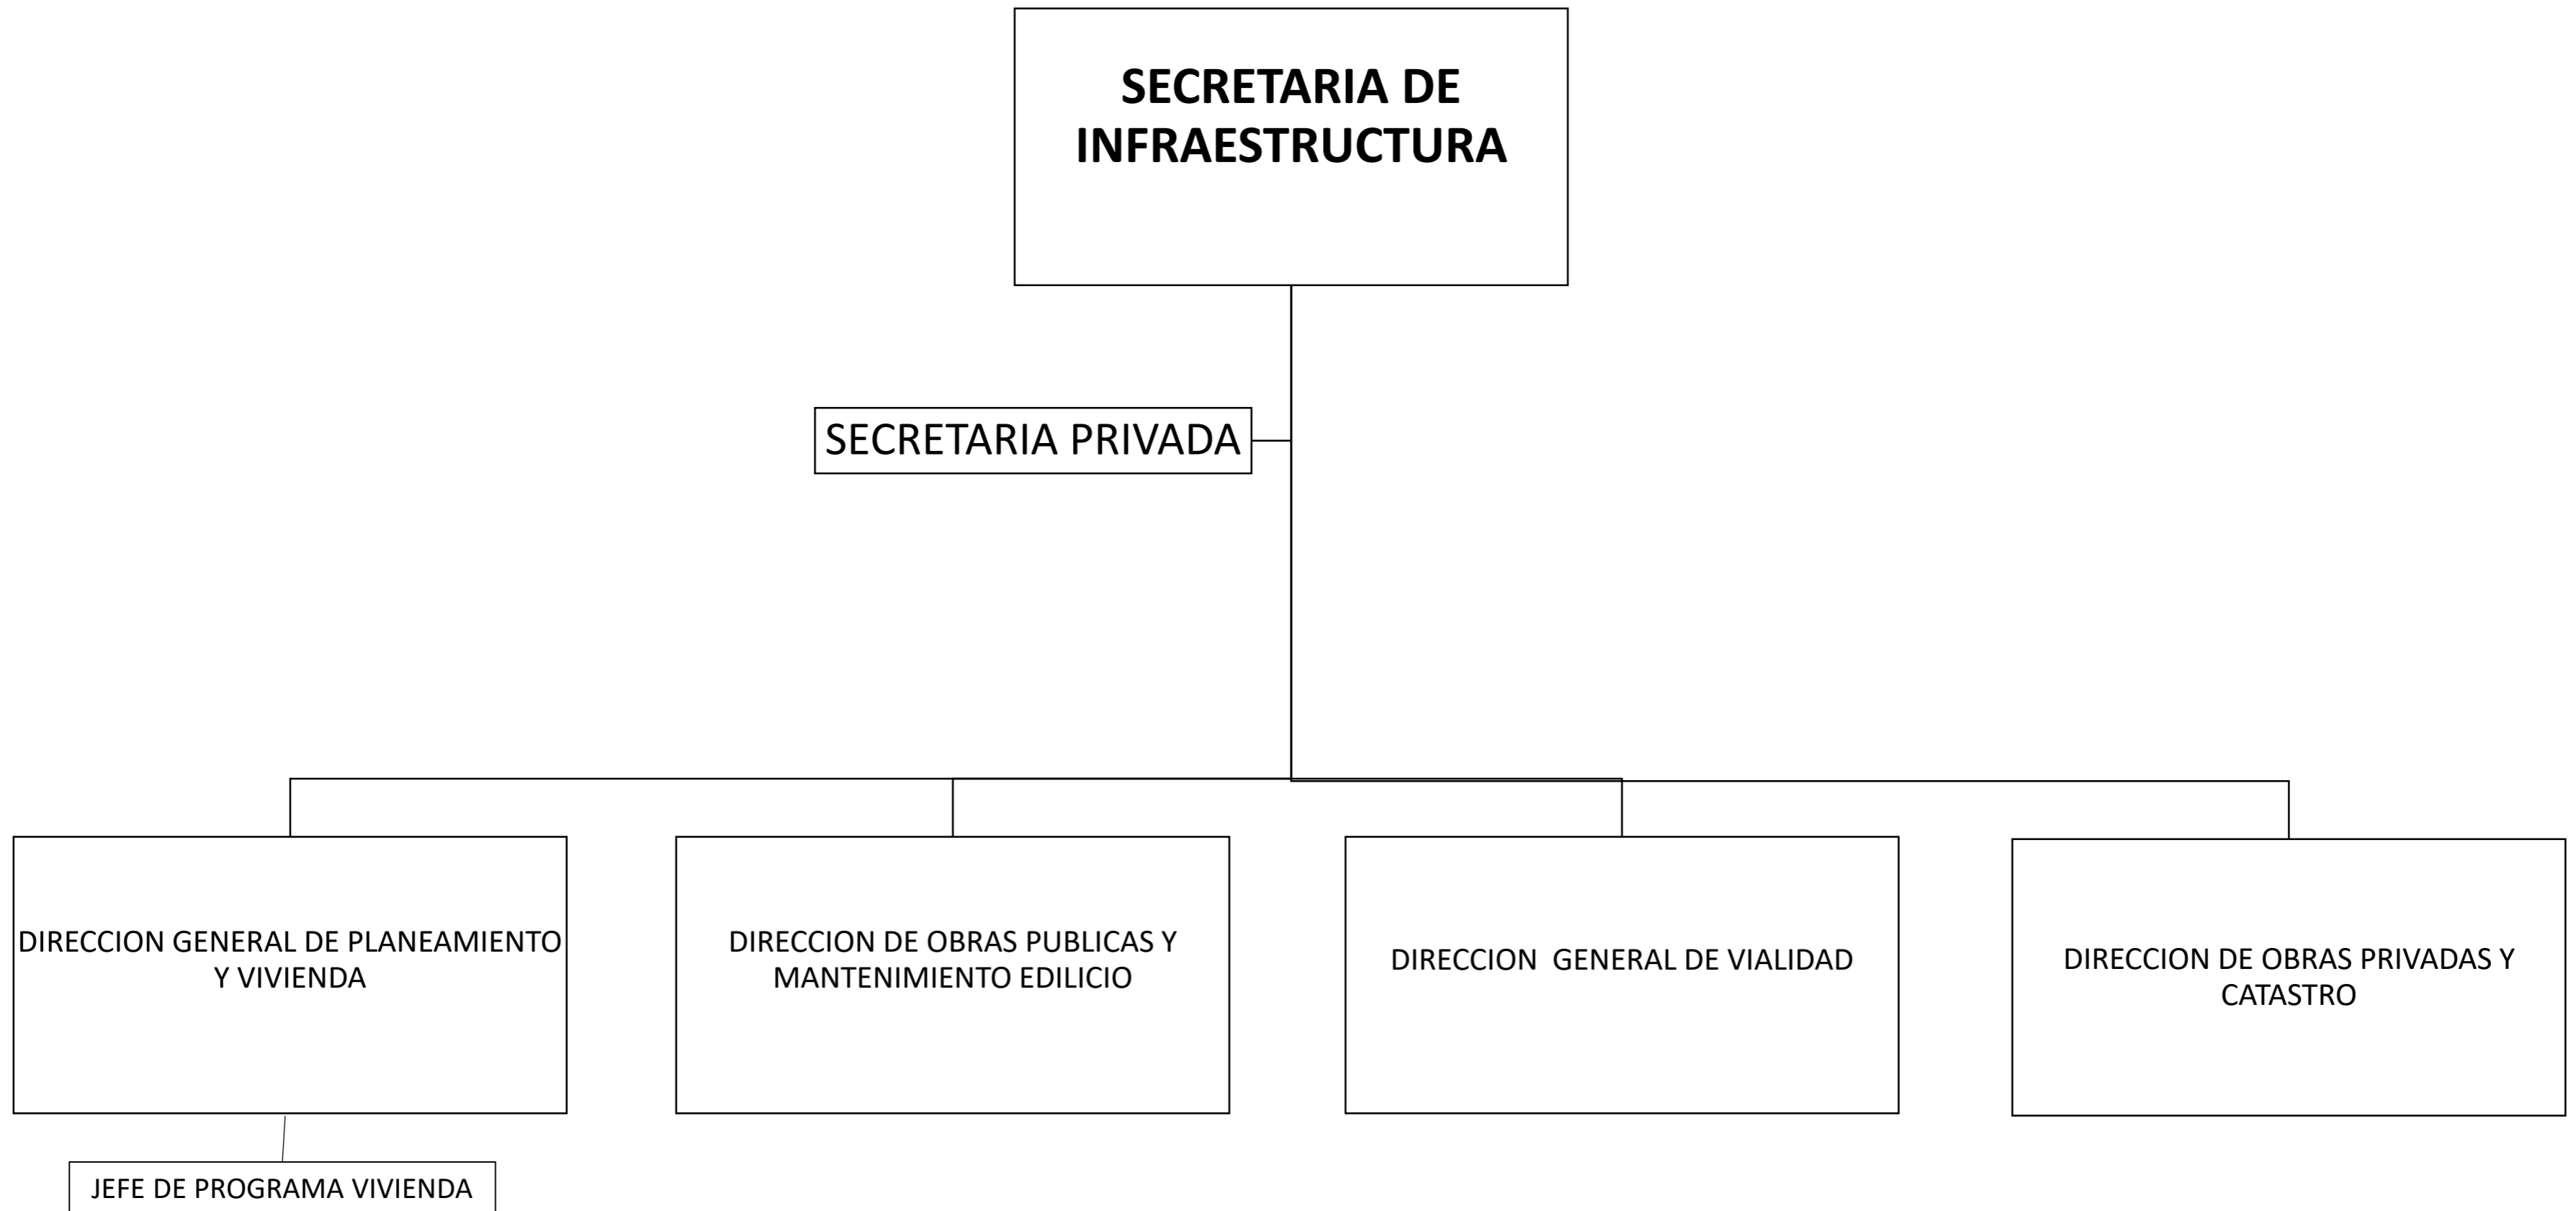 SECRETARIA DE
INFRAESTRUCTURA
SECRETARIA PRIVADA
DIRECCION GENERAL DE PLANEAMIENTO
Y VIVIENDA
DIRECCION DE OBRAS PUBLICAS Y
MANTENIMIENTO EDILICIO
DIRECCION  GENERAL DE VIALIDAD
DIRECCION DE OBRAS PRIVADAS Y
CATASTRO
JEFE DE PROGRAMA VIVIENDA